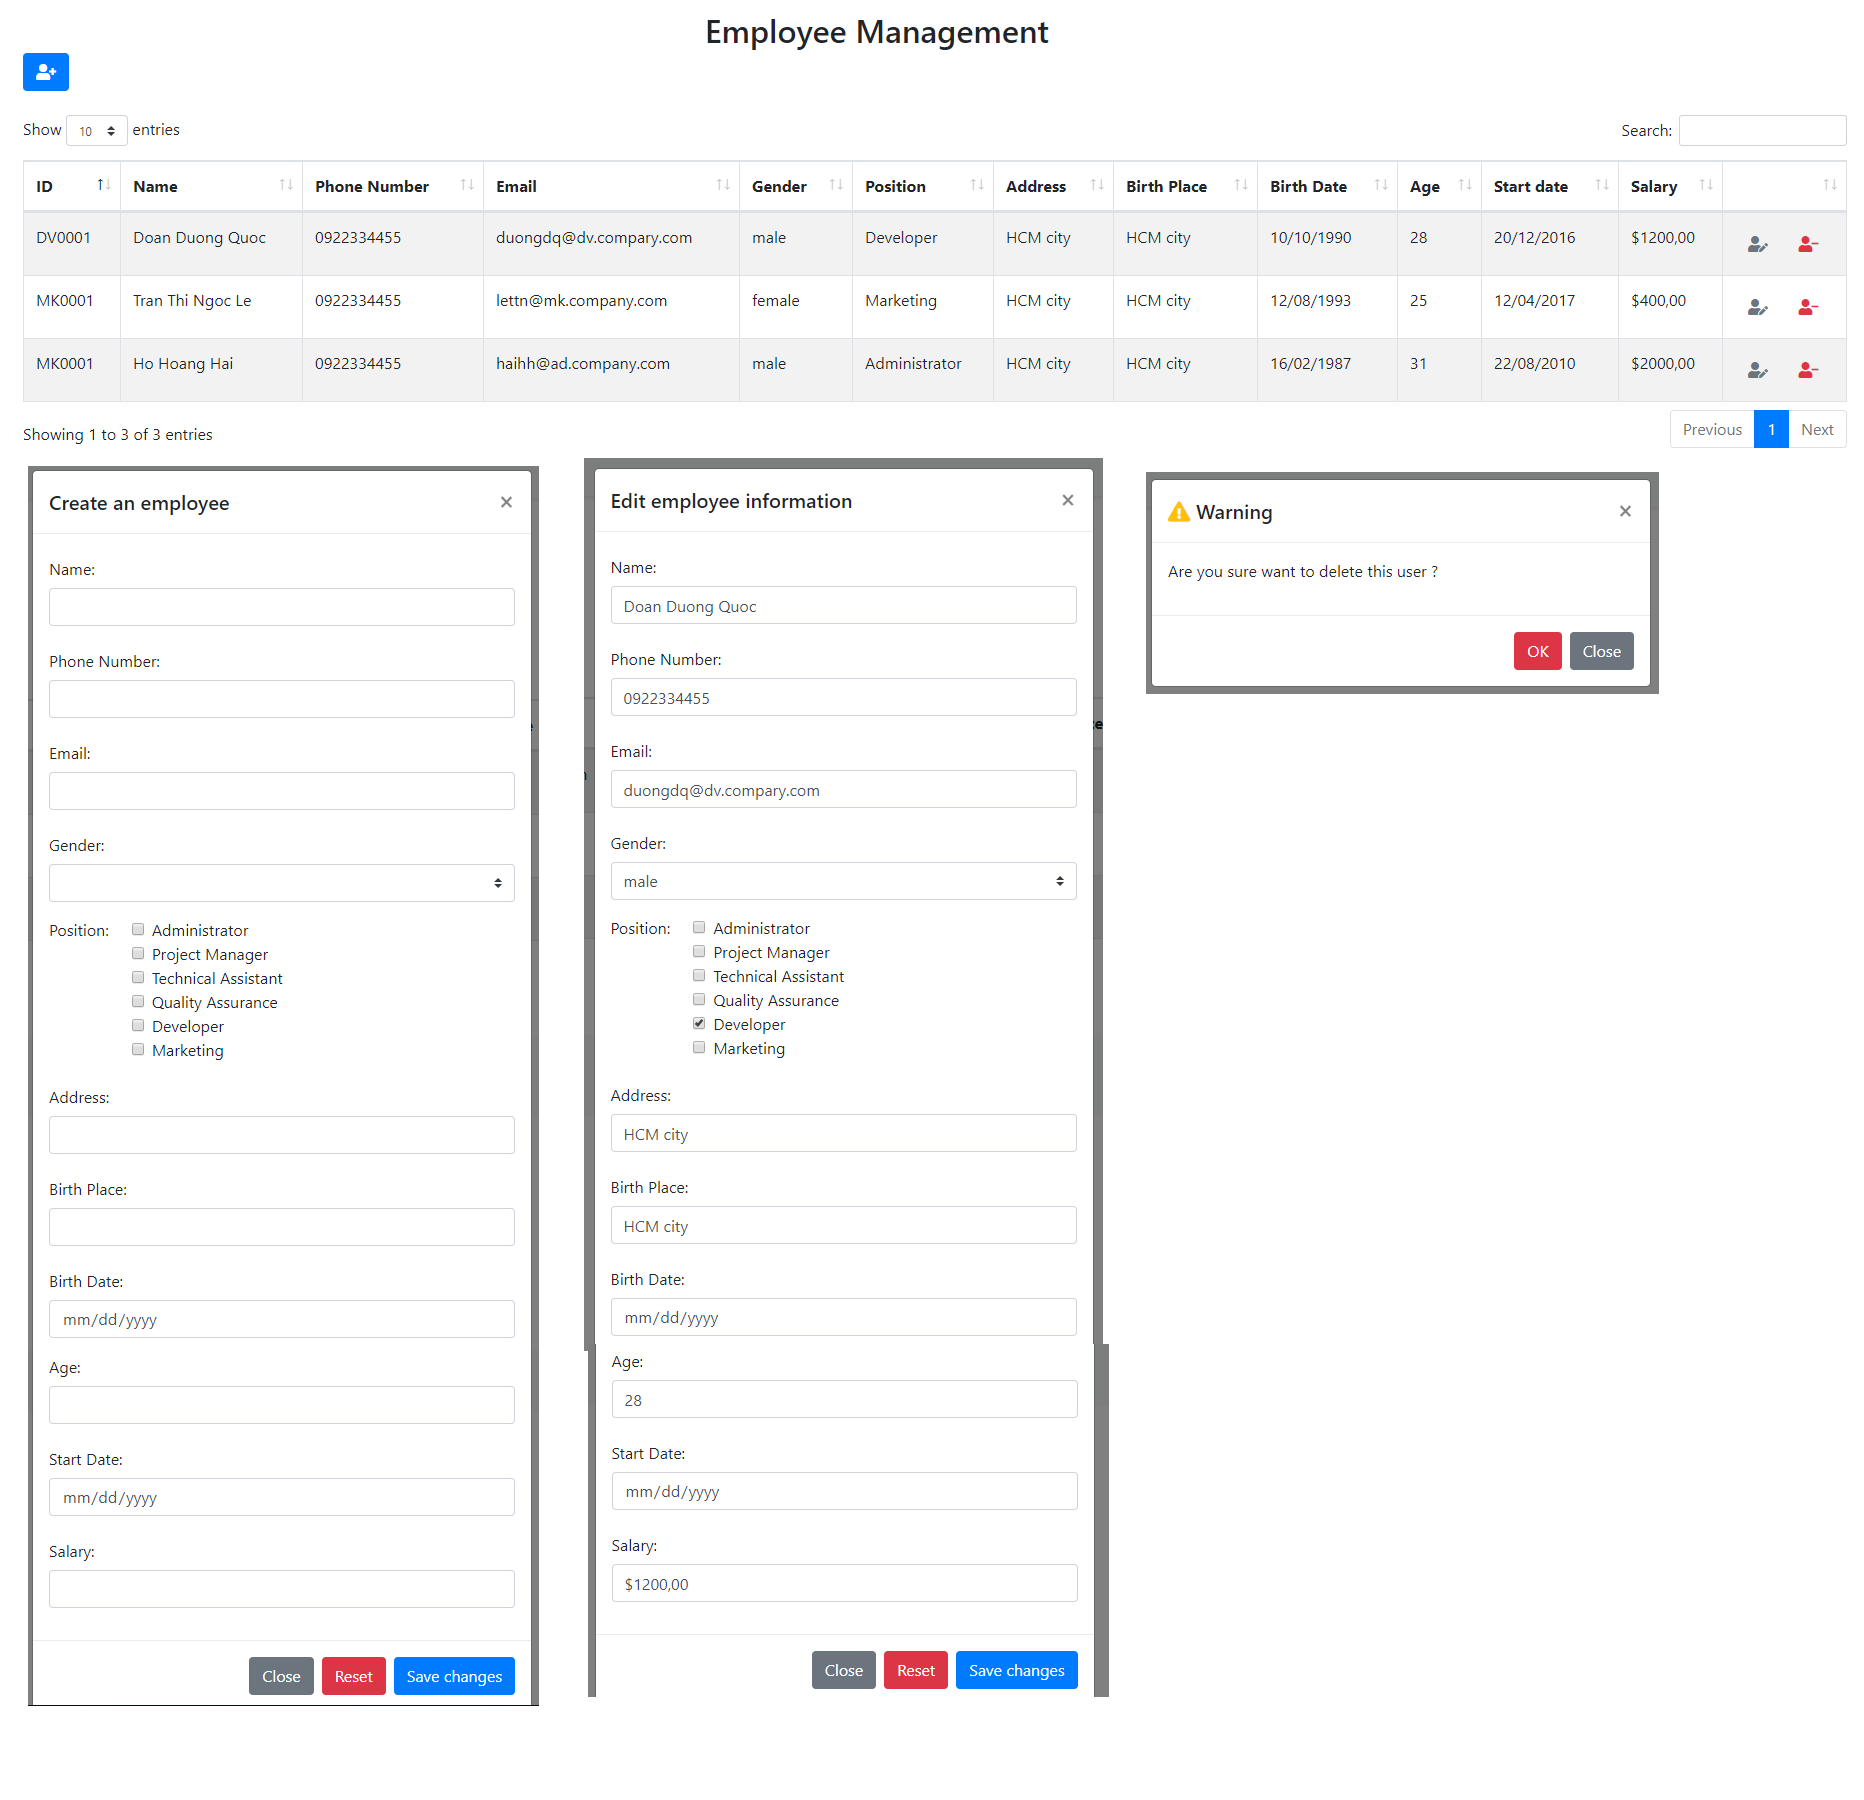 Employee Management
Show 10 entries
Search:
ID Name Phone Number Email Gender Position Address Birth Place Birth Date Age Start date Salary
DV0001 Doan Duong Quoc 0922334455 duongdq@dv.compary.com male Developer HCM city HCM city 10/10/1990 28 20/12/2016 $1200,00
MK0001 Tran Thi Ngoc Le 0922334455 lettn@mk.company.com female Marketing HCM city HCM city 12/08/1993 25 12/04/2017 $400,00
MK0001 Ho Hoang Hai 0922334455 haihh@ad.company.com male Administrator HCM city HCM city 16/02/1987 31 22/08/2010 $2000,00
Showing 1 to 3 of 3 entries
Previous 1 Next
Create an employee ×
Name:
Phone Number:
Email:
Gender:
Position: Administrator
Project Manager
Technical Assistant
Quality Assurance
Developer
Marketing
Address:
Birth Place:
Birth Date:
mm/dd/yyyy
Age:
Start Date:
mm/dd/yyyy
Salary:
Close Reset Save changes
Edit employee information ×
Name:
Doan Duong Quoc
Phone Number:
0922334455
Email:
duongdq@dv.compary.com
Gender:
male
Position: Administrator
Project Manager
Technical Assistant
Quality Assurance
Developer
Marketing
Address:
HCM city
Birth Place:
HCM city
Birth Date:
mm/dd/yyyy
Age:
28
Start Date:
mm/dd/yyyy
Salary:
$1200,00
Close Reset Save changes
Warning ×
Are you sure want to delete this user ?
OK Close